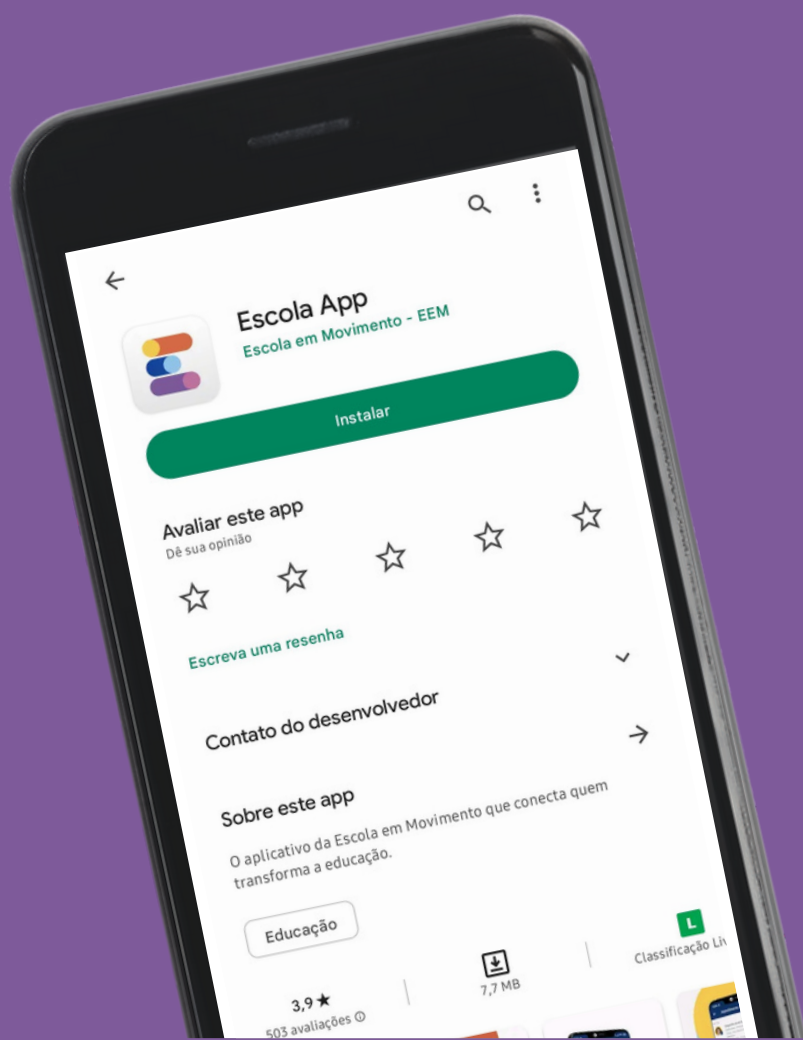 Escola App
Escola em Movimento - EEM
Instalar
Avaliar este app
Dê sua opinião
Escreva uma resenha
Contato do desenvolvedor
Sobre este app
O aplicativo da Escola em Movimento que conecta quem
transforma a educação.
Educação
3,9 ★
503 avaliações
7,7 MB
L
Classificação